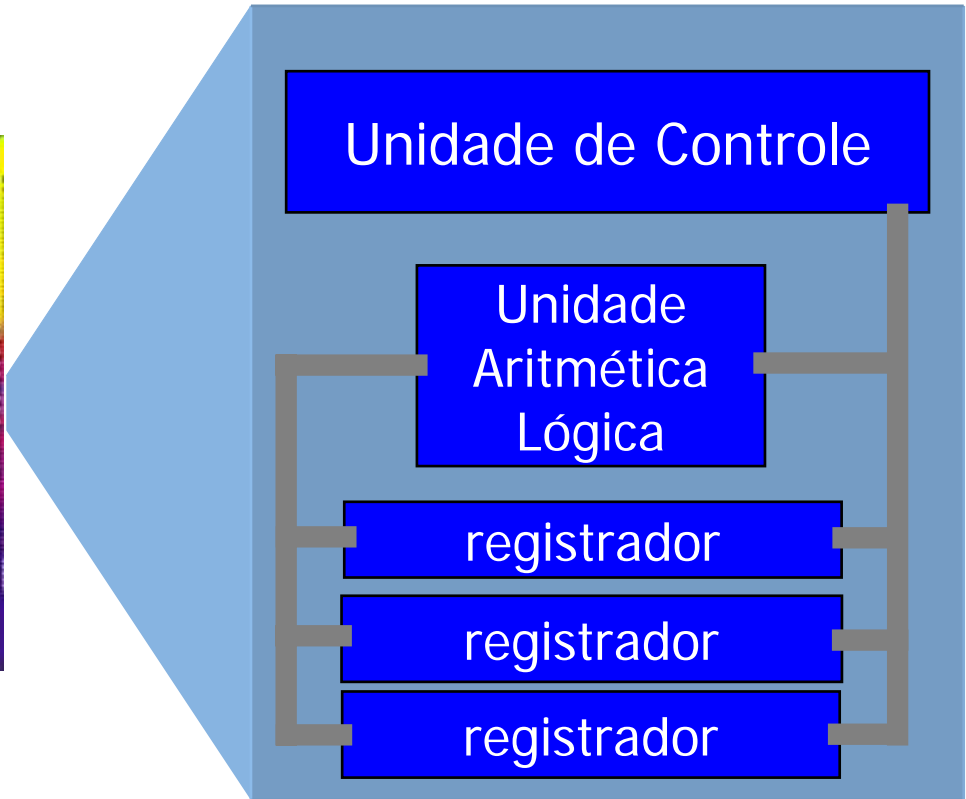 Unidade de Controle
Unidade
Aritmética
Lógica
registrador
registrador
registrador